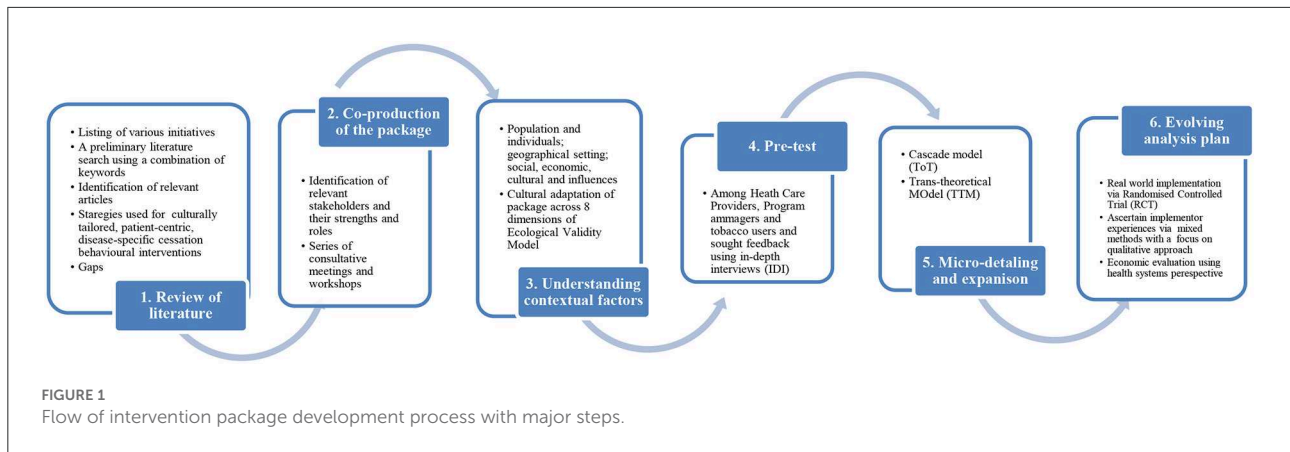 • Listing of various initiatives
• A preliminary literature
search using a combination of
keywords
• Identification of relevant
articles
• Staregies used for culturally
tailored, patient-centric,
disease-specific cessation
behavioural interventions
• Gaps
1. Review of
literature
2. Co-production
of the package
• Identification of
relevant
stakeholders and
their strengths and
roles
• Series of
consultative
meetings and
workshops
• Population and
individuals;
geographical setting;
social, economic,
cultural and influences
• Cultural adaptation of
package across 8
dimensions of
Ecological Validity
Model
3. Understanding
contextual factors
4. Pre-test
• Among Heath Care
Providers, Program
ammagers and
tobacco users and
sought feedback
using in-depth
interviews (IDI)
• Cascade model
(ToT)
• Trans-theoretical
MOdel (TTM)
5. Micro-detaling
and expanison
6. Evolving
analysis plan
• Real world implementation
via Randomised Controlled
Trial (RCT)
• Ascertain implementor
experiences via mixed
methods with a focus on
qualitative approach
• Economic evaluation using
health systems perespective
FIGURE 1
Flow of intervention package development process with major steps.